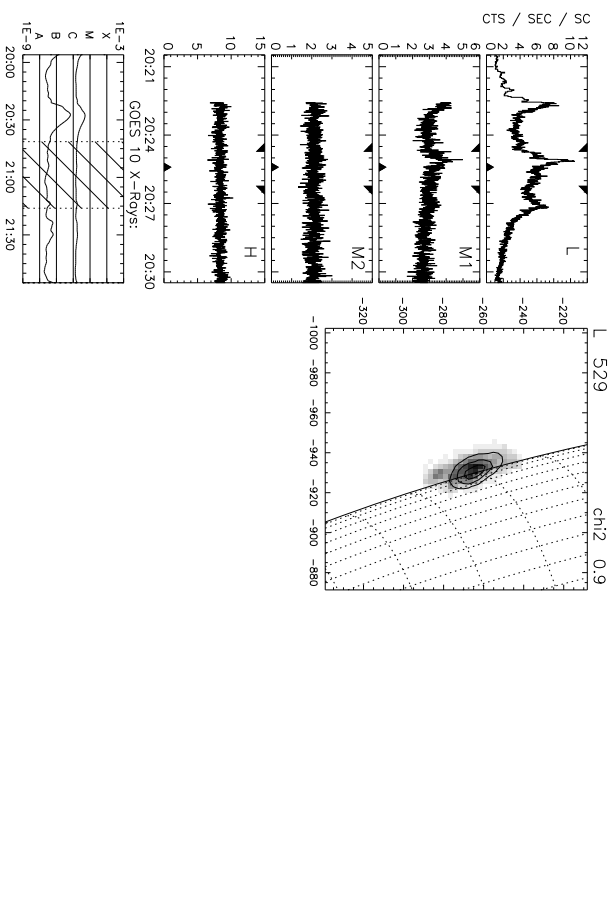 CTS / SEC / SC
0 2 4 6 8 10 12
L
0 1 2 3 4 5 6
M1
0 1 2 3 4 5
M2
0 5 10 15
H
20:21 20:24 20:27 20:30
GOES 10 X-Rays:
1E-3
X
M
C
B
A
1E-9
20:00 20:30 21:00 21:30
L 529 chi2 0.9
-220
-240
-260
-280
-300
-320
-1000 -980 -960 -940 -920 -900 -880